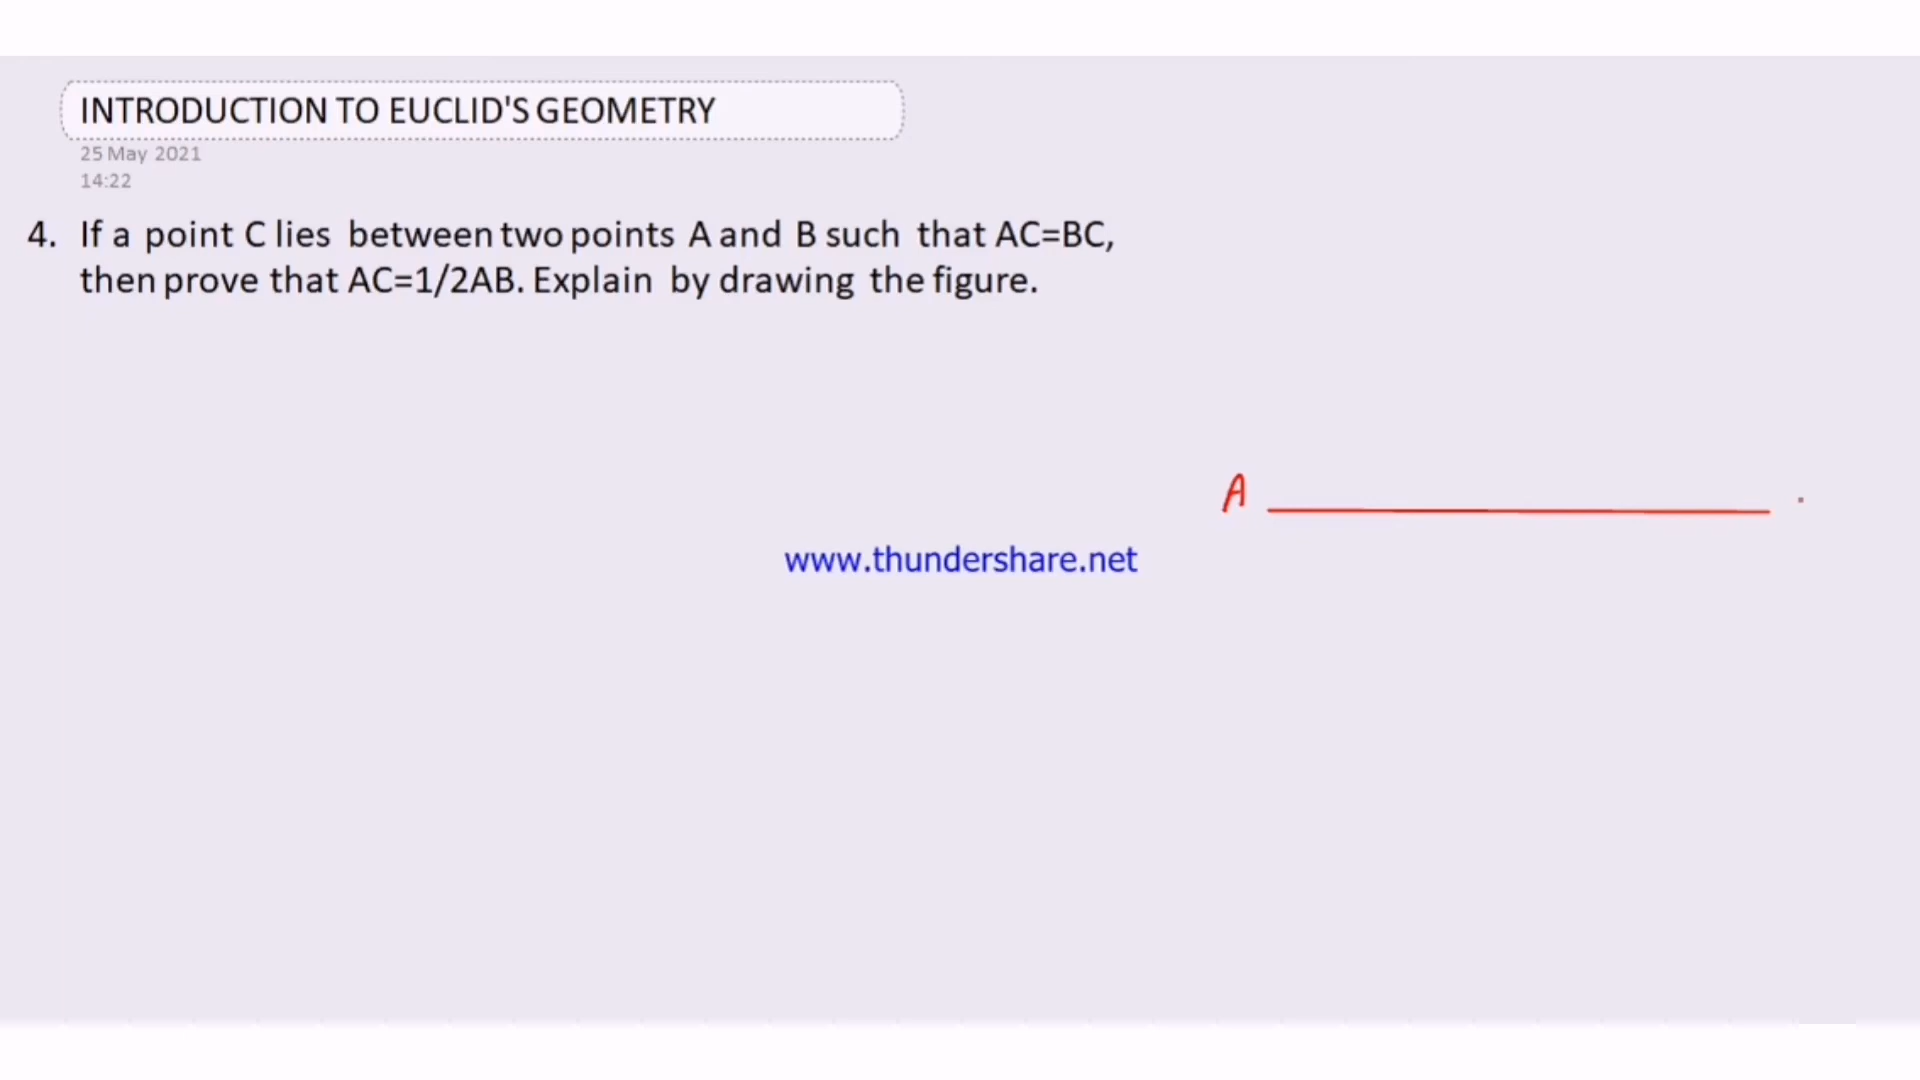 INTRODUCTION TO EUCLID'S GEOMETRY
25 May 2021
14:22
4. If a point C lies between two points A and B such that AC=BC,
then prove that AC=1/2AB. Explain by drawing the figure.
A
www.thundershare.net